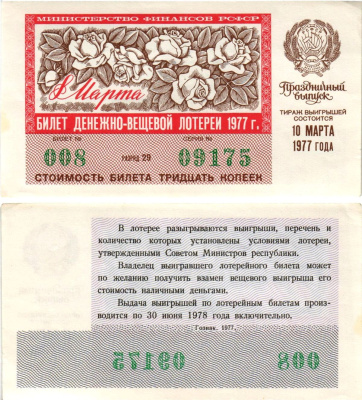 МИНИСТЕРСТВО ФИНАНСОВ РСФСР
8 Марта
БИЛЕТ ДЕНЕЖНО-ВЕЩЕВОЙ ЛОТЕРЕИ 1977 г.
БИЛЕТ № СЕРИЯ №
008 РАЗРЯД 29 09175
СТОИМОСТЬ БИЛЕТА ТРИДЦАТЬ КОПЕЕК
Праздничный
выпуск
ТИРАЖ ВЫИГРЫШЕЙ
СОСТОИТСЯ
10 МАРТА
1977 ГОДА
В лотерее разыгрываются выигрыши, перечень и
количество которых установлены условиями лотереи,
утвержденными Советом Министров республики.
Владелец выигравшего лотерейного билета может
по желанию получить взамен вещевого выигрыша его
стоимость наличными деньгами.
Выдача выигрышей по лотерейным билетам произ-
водится по 30 июня 1978 года включительно.
Гознак. 1977.
09175 008